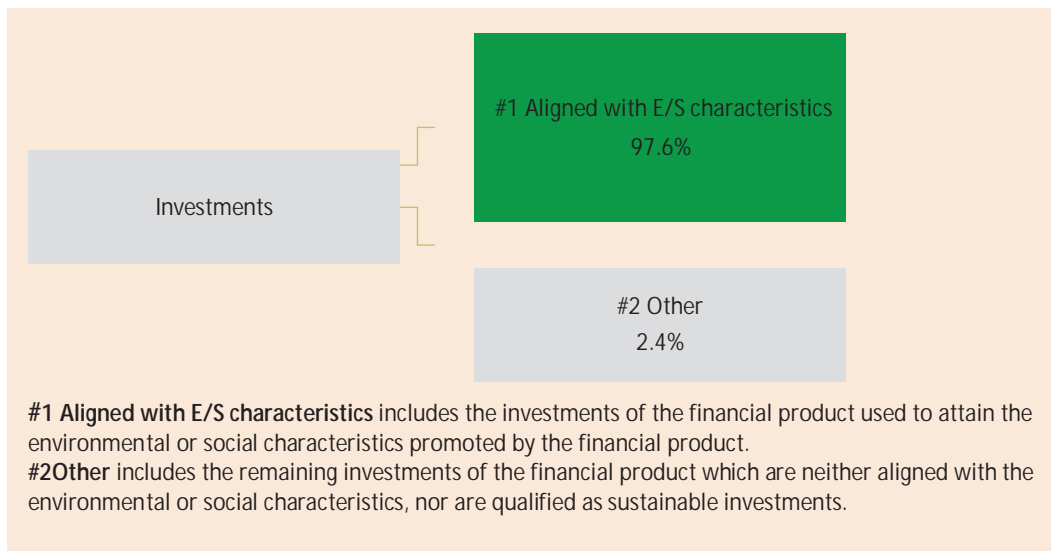 #1 Aligned with E/S characteristics
97.6%
Investments
#2 Other
2.4%
#1 Aligned with E/S characteristics includes the investments of the financial product used to attain the
environmental or social characteristics promoted by the financial product.
#2Other includes the remaining investments of the financial product which are neither aligned with the
environmental or social characteristics, nor are qualified as sustainable investments.